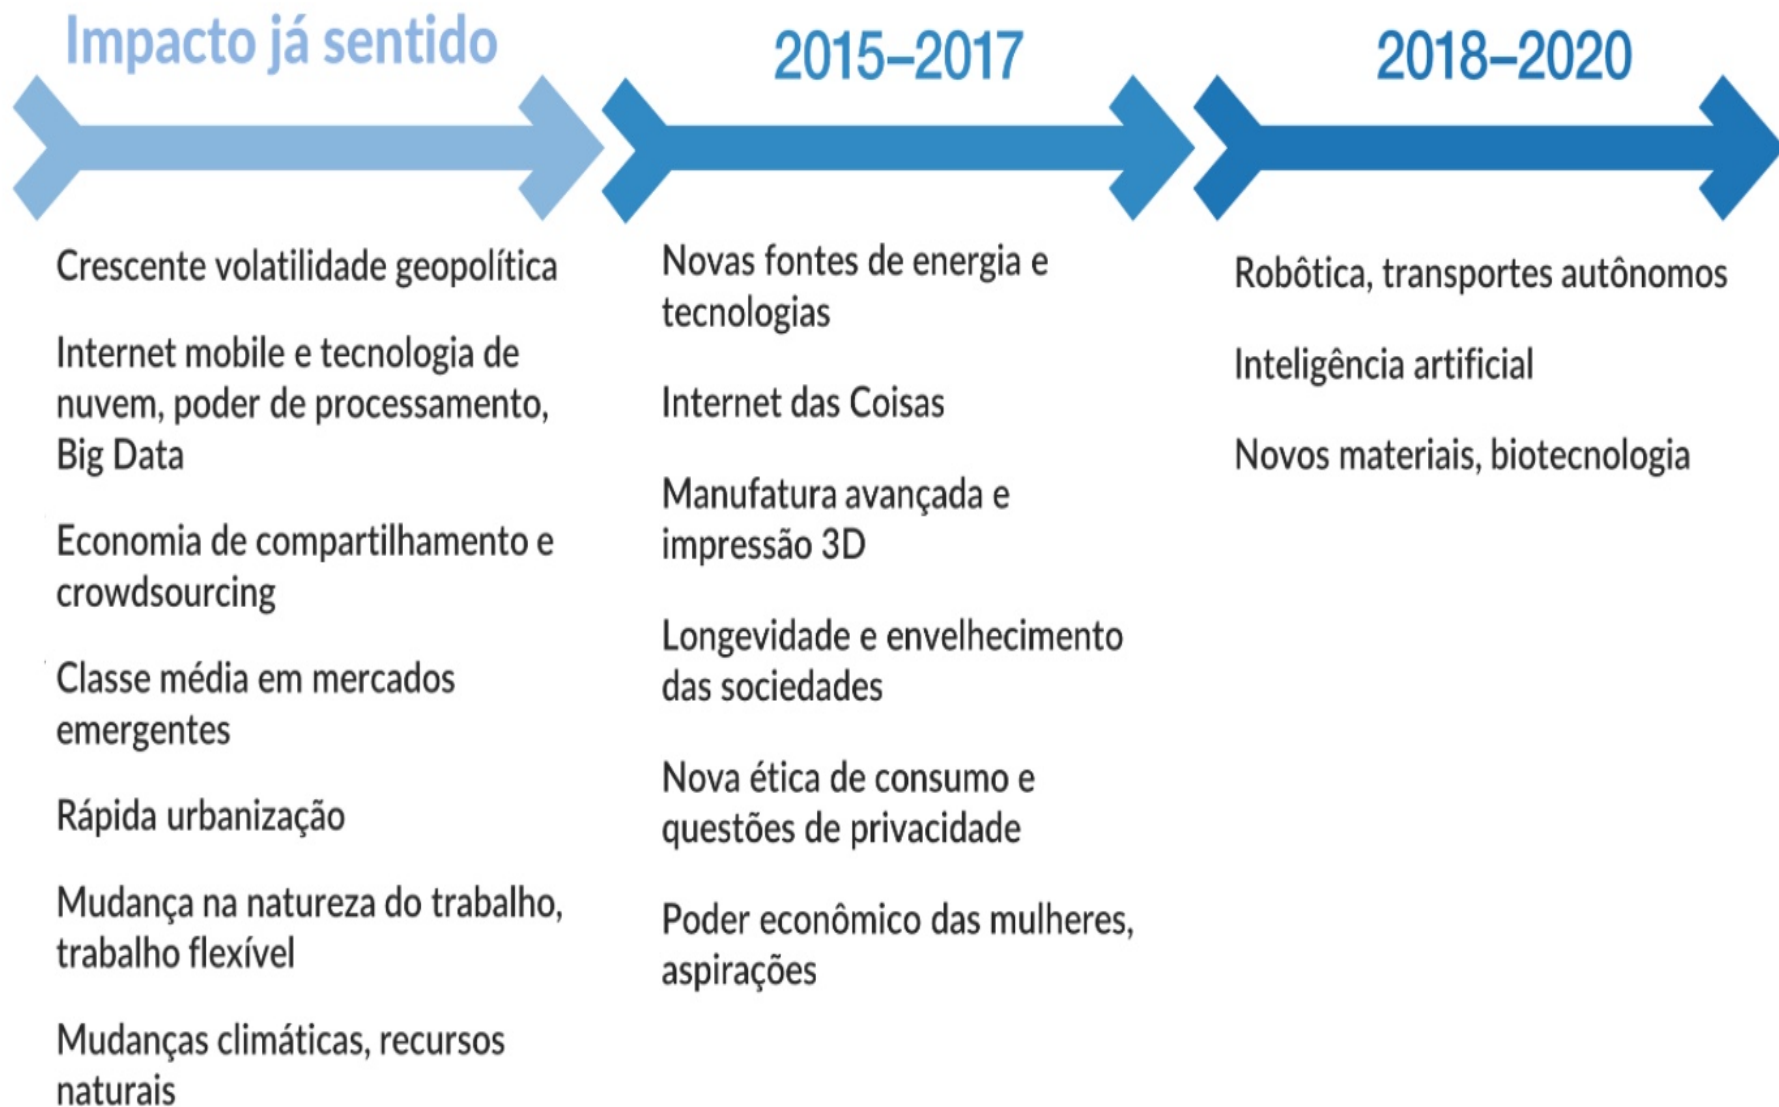 Impacto já sentido
Crescente volatilidade geopolítica
Internet mobile e tecnologia de
nuvem, poder de processamento,
Big Data
Economia de compartilhamento e
crowdsourcing
Classe média em mercados
emergentes
Rápida urbanização
Mudança na natureza do trabalho,
trabalho flexível
Mudanças climáticas, recursos
naturais
2015–2017
Novas fontes de energia e
tecnologias
Internet das Coisas
Manufatura avançada e
impressão 3D
Longevidade e envelhecimento
das sociedades
Nova ética de consumo e
questões de privacidade
Poder econômico das mulheres,
aspirações
2018–2020
Robôtica, transportes autônomos
Inteligência artificial
Novos materiais, biotecnologia